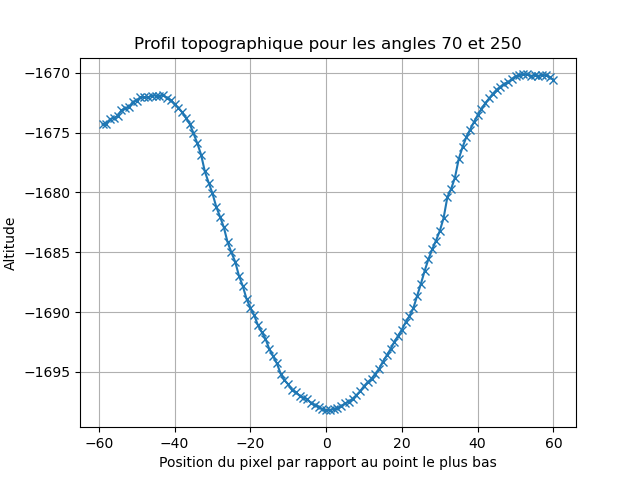 Profil topographique pour les angles 70 et 250
Altitude
−1670
−1675
−1680
−1685
−1690
−1695
−60 −40 −20 0 20 40 60
Position du pixel par rapport au point le plus bas